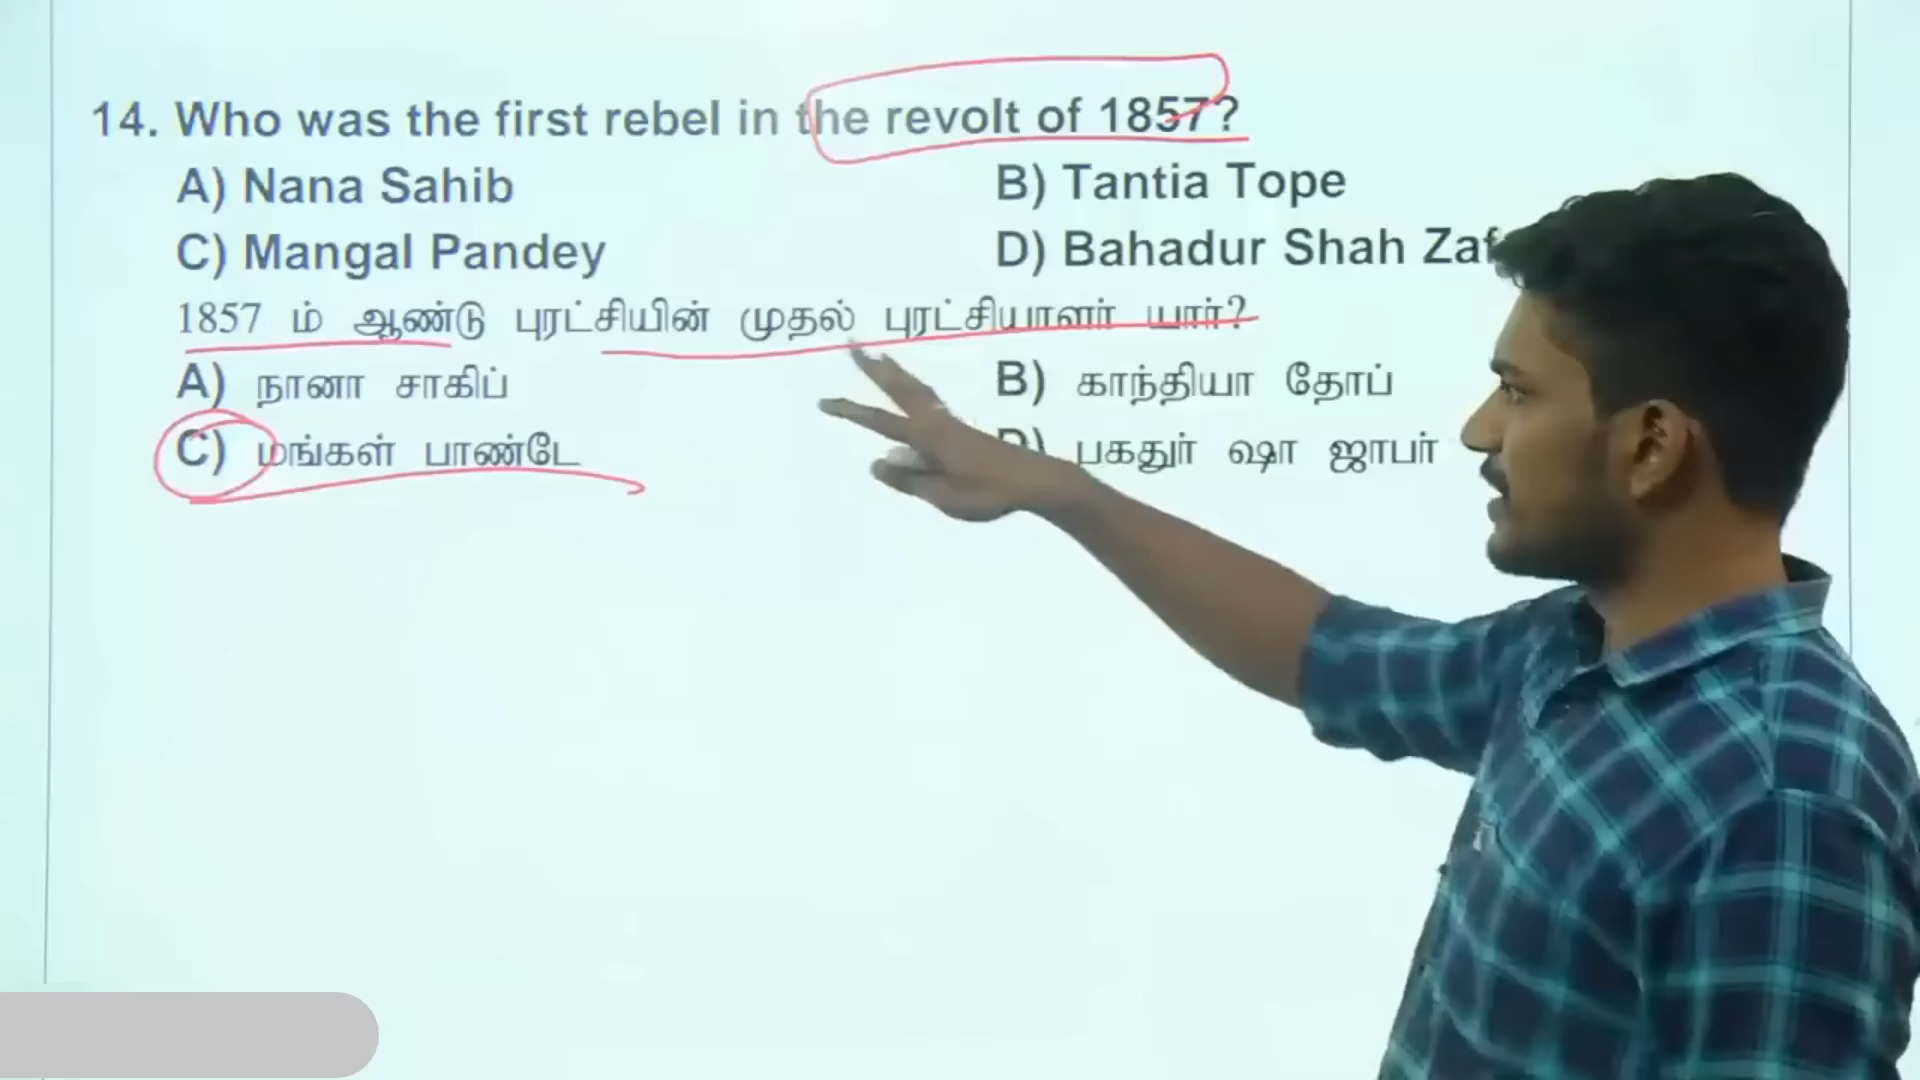 14. Who was the first rebel in the revolt of 1857?
A) Nana Sahib B) Tantia Tope
C) Mangal Pandey D) Bahadur Shah
1857 ம் ஆண்டு புரட்சியின் முதல் புரட்சியாளர் யார்?
A) நானா சாகிப் B) காந்தியா தோப்
C) மங்கள் பாண்டே D) பகதுர் ஷா ஜாபர்